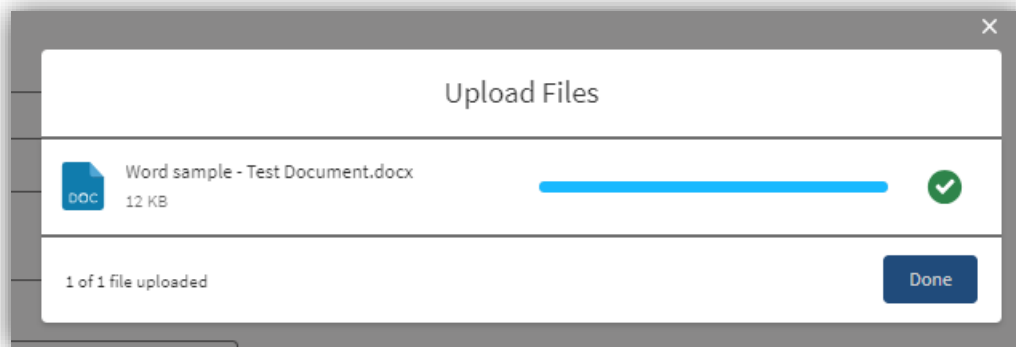 Upload Files
Word sample - Test Document.docx
DOC
12 KB
1 of 1 file uploaded
Done